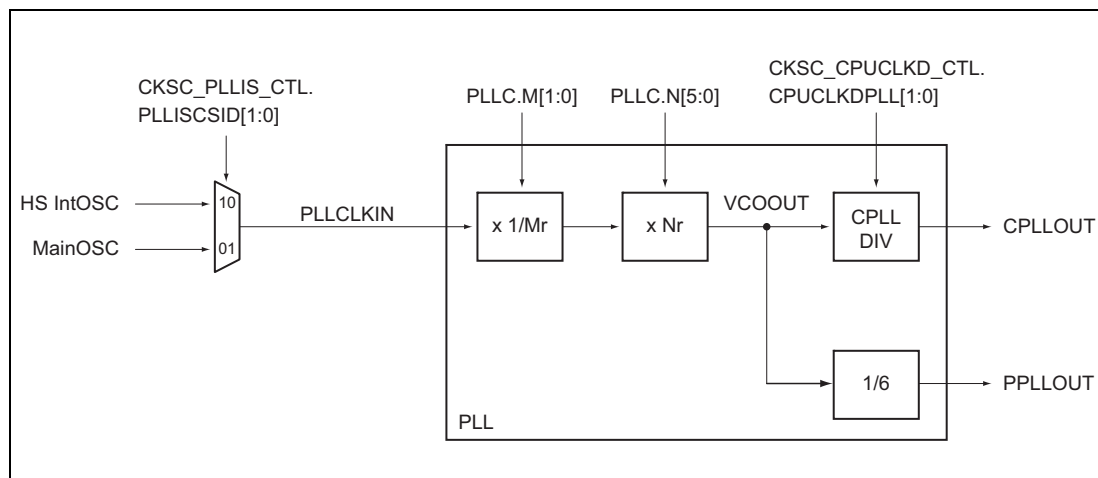 CKSC_PLLIS_CTL.
PLLISCSID[1:0]
PLLC.M[1:0]
PLLC.N[5:0]
CKSC_CPUCLKD_CTL.
CPUCLKDPLL[1:0]
HS IntOSC
10
MainOSC
01
PLLCLKIN
x 1/Mr
x Nr
VCOOUT
CPLL
DIV
CPLLOUT
1/6
PPLLOUT
PLL